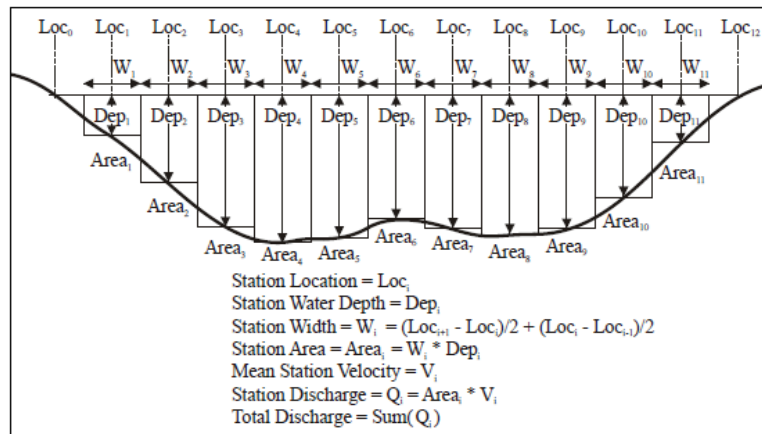 Loc₀ Loc₁ Loc₂ Loc₃ Loc₄ Loc₅ Loc₆ Loc₇ Loc₈ Loc₉ Loc₁₀ Loc₁₁ Loc₁₂
W₁ W₂ W₃ W₄ W₅ W₆ W₇ W₈ W₉ W₁₀ W₁₁
Dep₁ Dep₂ Dep₃ Dep₄ Dep₅ Dep₆ Dep₇ Dep₈ Dep₉ Dep₁₀ Dep₁₁
Area₁ Area₂ Area₃ Area₄ Area₅ Area₆ Area₇ Area₈ Area₉ Area₁₀ Area₁₁
Station Location = Locᵢ
Station Water Depth = Depᵢ
Station Width = Wᵢ = (Locᵢ₊₁ - Locᵢ)/2 + (Locᵢ - Locᵢ₋₁)/2
Station Area = Areaᵢ = Wᵢ * Depᵢ
Mean Station Velocity = Vᵢ
Station Discharge = Qᵢ = Areaᵢ * Vᵢ
Total Discharge = Sum(Qᵢ)